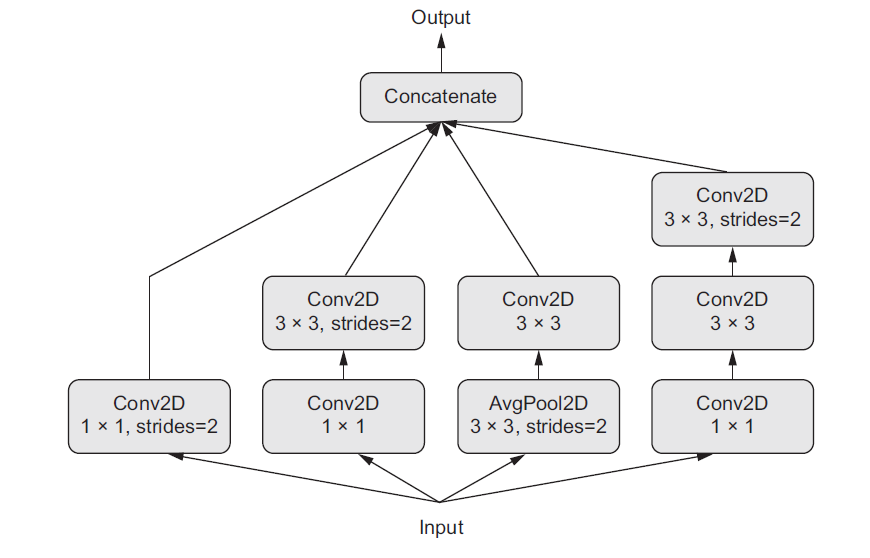 Output
Concatenate
Conv2D
3 × 3, strides=2
Conv2D
3 × 3, strides=2
Conv2D
3 × 3
Conv2D
3 × 3
Conv2D
1 × 1, strides=2
Conv2D
1 × 1
AvgPool2D
3 × 3, strides=2
Conv2D
1 × 1
Input